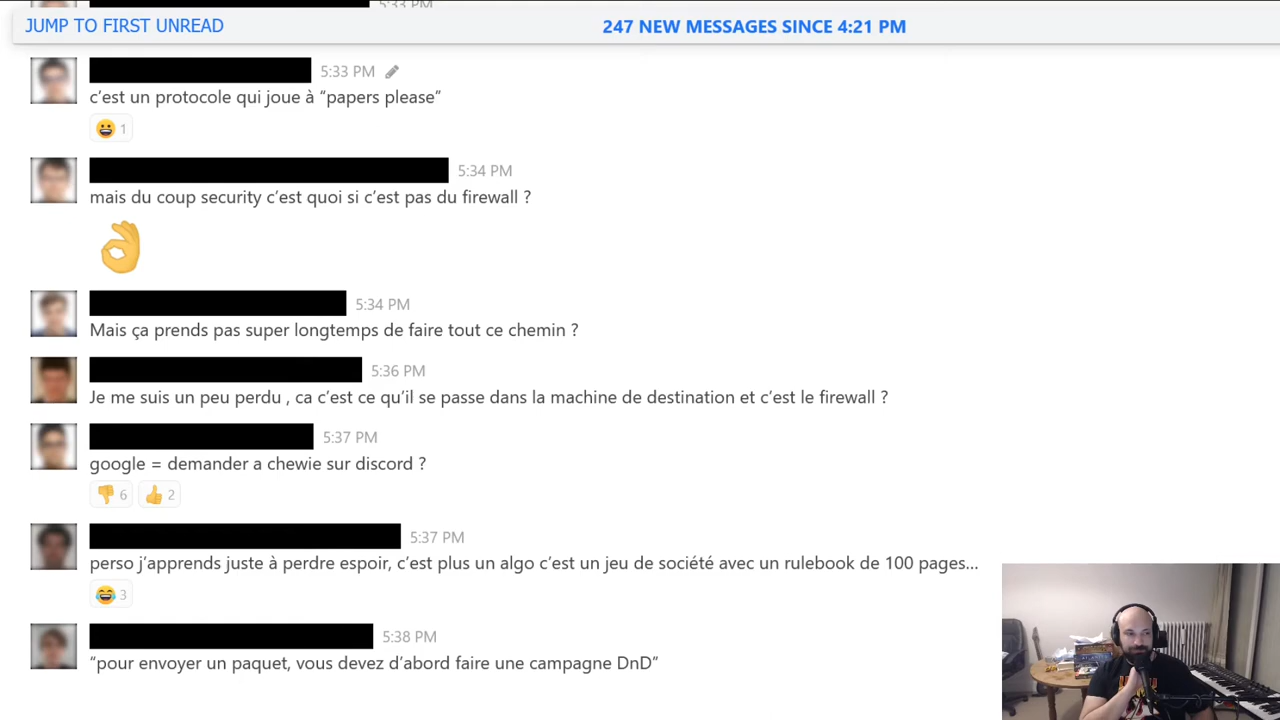 5:33 PM
JUMP TO FIRST UNREAD
247 NEW MESSAGES SINCE 4:21 PM
5:33 PM
c’est un protocole qui joue à “papers please“
1
5:34 PM
mais du coup security c’est quoi si c’est pas du firewall ?
5:34 PM
Mais ça prends pas super longtemps de faire tout ce chemin ?
5:36 PM
Je me suis un peu perdu , ca c’est ce qu’il se passe dans la machine de destination et c’est le firewall ?
5:37 PM
google = demander a chewie sur discord ?
6 2
5:37 PM
perso j’apprends juste à perdre espoir, c’est plus un algo c’est un jeu de société avec un rulebook de 100 pages…
3
5:38 PM
“pour envoyer un paquet, vous devez d’abord faire une campagne DnD”